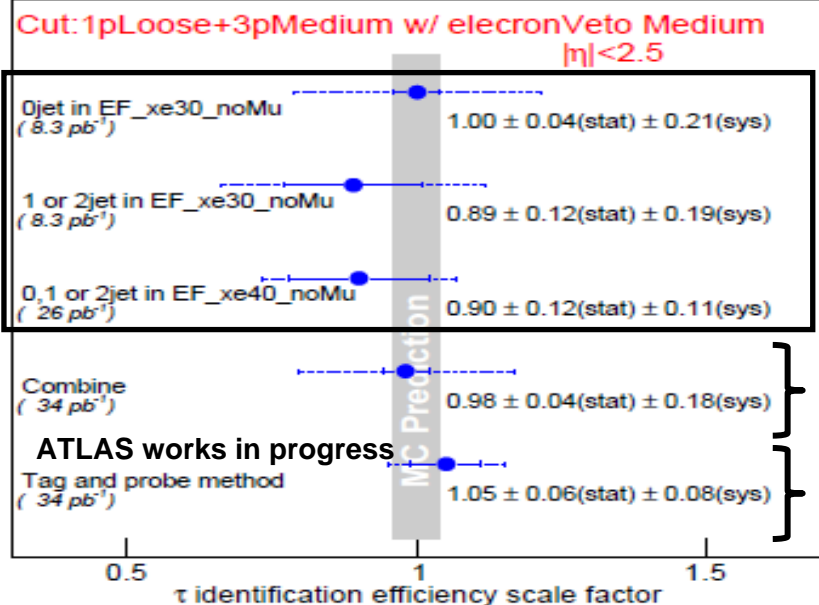 Cut:1pLoose+3pMedium w/ elecronVeto Medium
|η|<2.5
0jet in EF_xe30_noMu
( 8.3 pb⁻¹)
1.00 ± 0.04(stat) ± 0.21(sys)
1 or 2jet in EF_xe30_noMu
( 8.3 pb⁻¹)
0.89 ± 0.12(stat) ± 0.19(sys)
0,1 or 2jet in EF_xe40_noMu
( 26 pb⁻¹)
0.90 ± 0.12(stat) ± 0.11(sys)
MC Prediction
Combine
( 34 pb⁻¹)
0.98 ± 0.04(stat) ± 0.18(sys)
ATLAS works in progress
Tag and probe method
( 34 pb⁻¹)
1.05 ± 0.06(stat) ± 0.08(sys)
0.5 1 1.5
τ identification efficiency scale factor